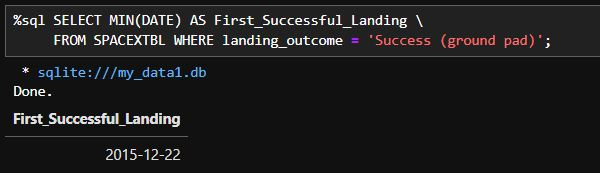 %sql SELECT MIN(DATE) AS First_Successful_Landing \
FROM SPACEXTBL WHERE landing_outcome = 'Success (ground pad)';
* sqlite:///my_data1.db
Done.
First_Successful_Landing
2015-12-22